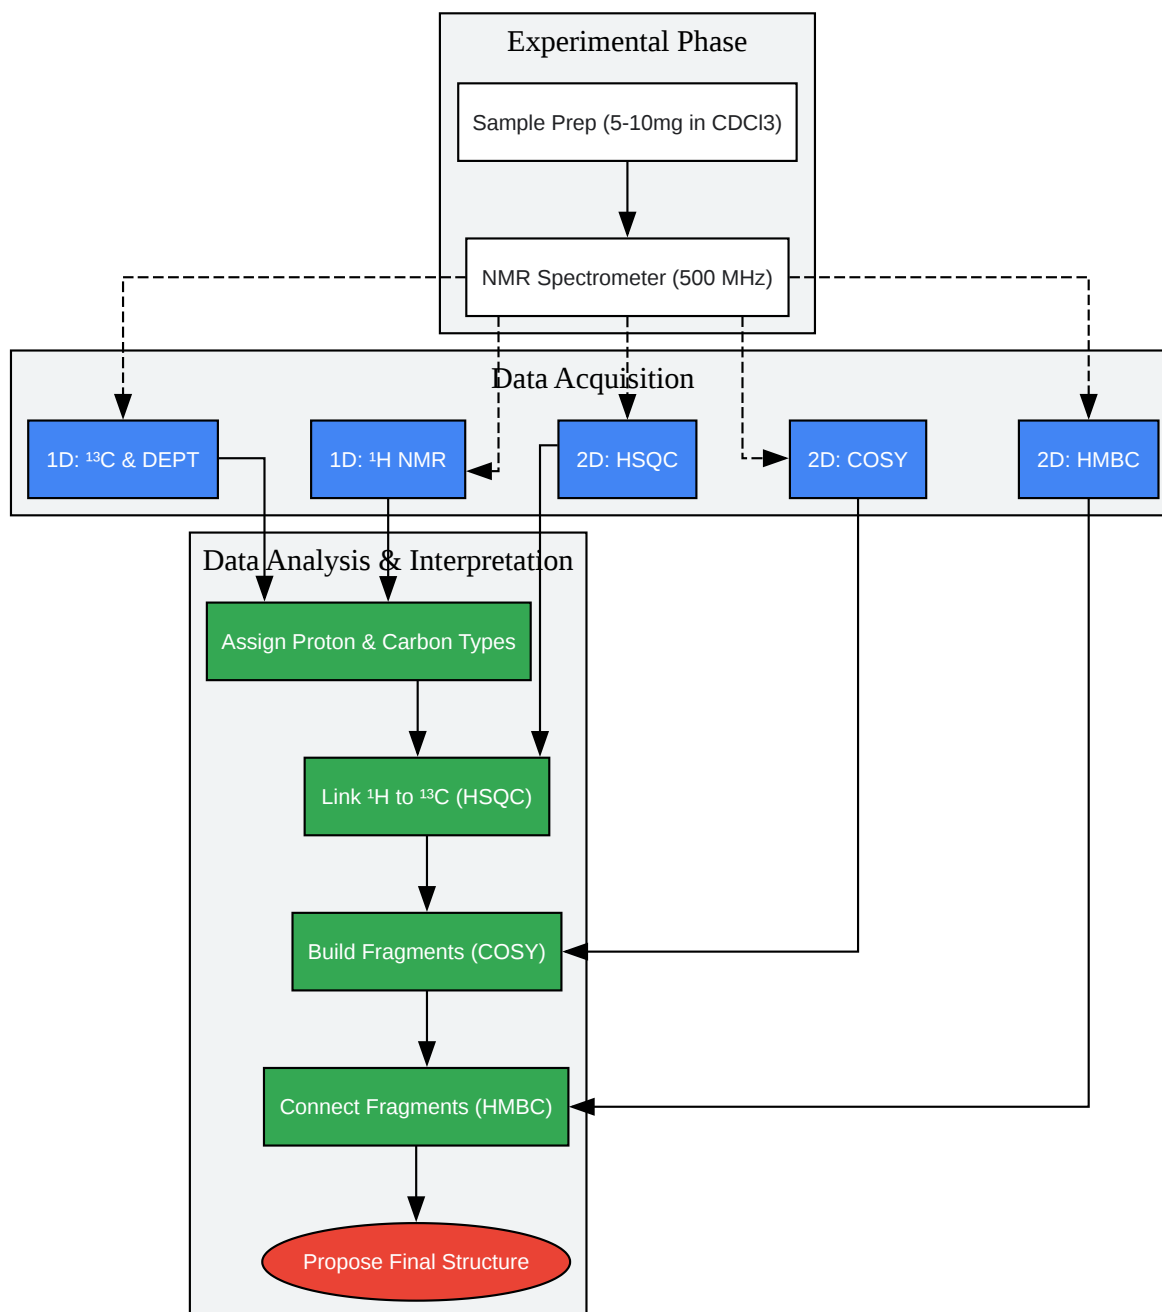 Experimental Phase
Sample Prep (5-10mg in CDCl3)
NMR Spectrometer (500 MHz)
Data Acquisition
1D: ¹³C & DEPT
1D: ¹H NMR
2D: HSQC
2D: COSY
2D: HMBC
Data Analysis & Interpretation
Assign Proton & Carbon Types
Link ¹H to ¹³C (HSQC)
Build Fragments (COSY)
Connect Fragments (HMBC)
Propose Final Structure